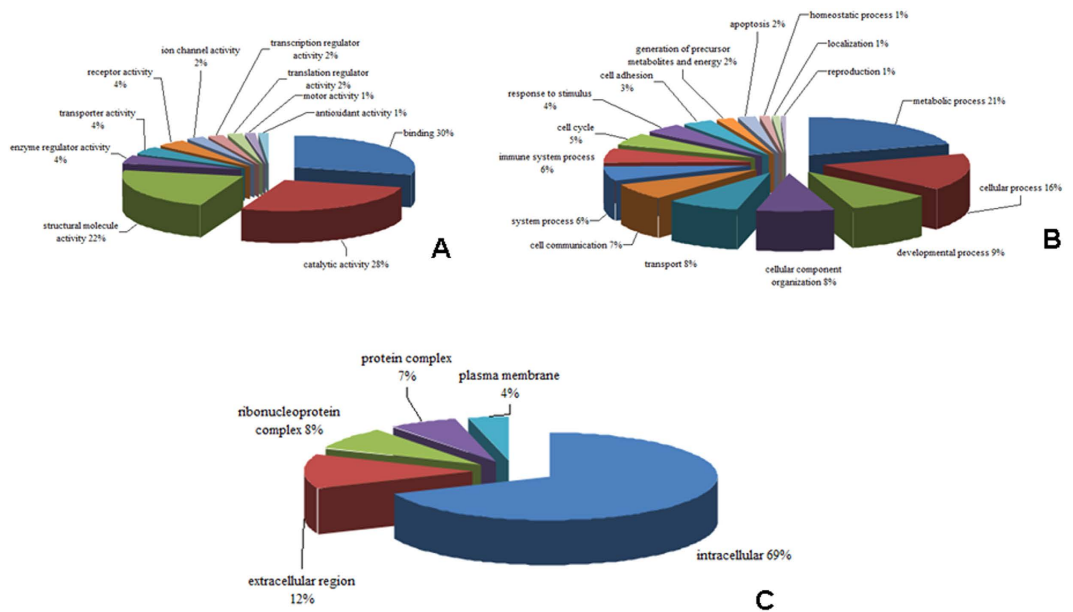 ion channel activity
2%
transcription regulator
activity 2%
receptor activity
4%
translation regulator
activity 2%
motor activity 1%
transporter activity
4%
antioxidant activity 1%
enzyme regulator activity
4%
binding 30%
structural molecule
activity 22%
catalytic activity 28%
A
homeostatic process 1%
apoptosis 2%
generation of precursor
metabolites and energy 2%
localization 1%
cell adhesion
3%
reproduction 1%
response to stimulus
4%
metabolic process 21%
cell cycle
5%
immune system process
6%
cellular process 16%
system process 6%
cell communication 7%
developmental process 9%
transport 8%
cellular component
organization 8%
B
protein complex
7%
plasma membrane
4%
ribonucleoprotein
complex 8%
intracellular 69%
extracellular region
12%
C